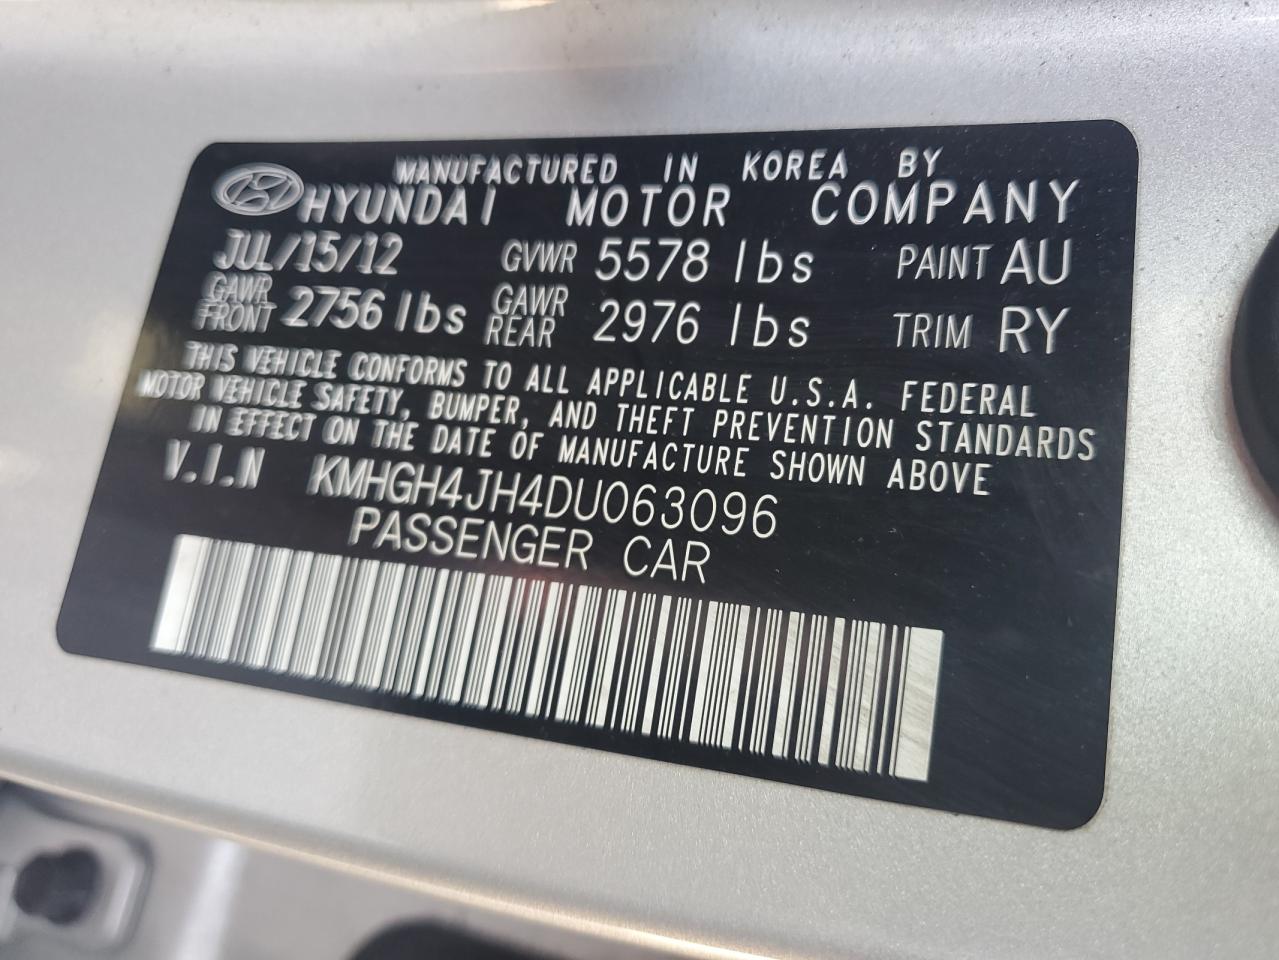 MANUFACTURED IN KOREA BY
HYUNDAI MOTOR COMPANY
JUL/15/12 GVWR 5578 lbs PAINT AU
GAWR FRONT 2756 lbs GAWR REAR 2976 lbs TRIM RY
THIS VEHICLE CONFORMS TO ALL APPLICABLE U.S.A. FEDERAL
MOTOR VEHICLE SAFETY, BUMPER, AND THEFT PREVENTION STANDARDS
IN EFFECT ON THE DATE OF MANUFACTURE SHOWN ABOVE
V.I.N KMHGH4JH4DU063096
PASSENGER CAR